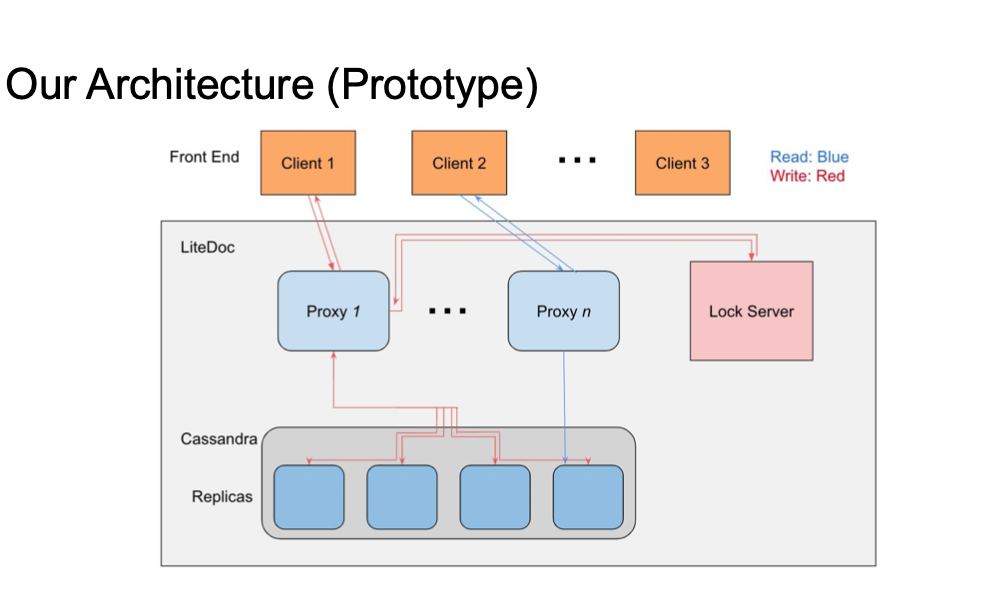 Our Architecture (Prototype)
Front End
Client 1
Client 2
...
Client 3
Read: Blue
Write: Red
LiteDoc
Proxy 1
...
Proxy n
Lock Server
Cassandra
Replicas